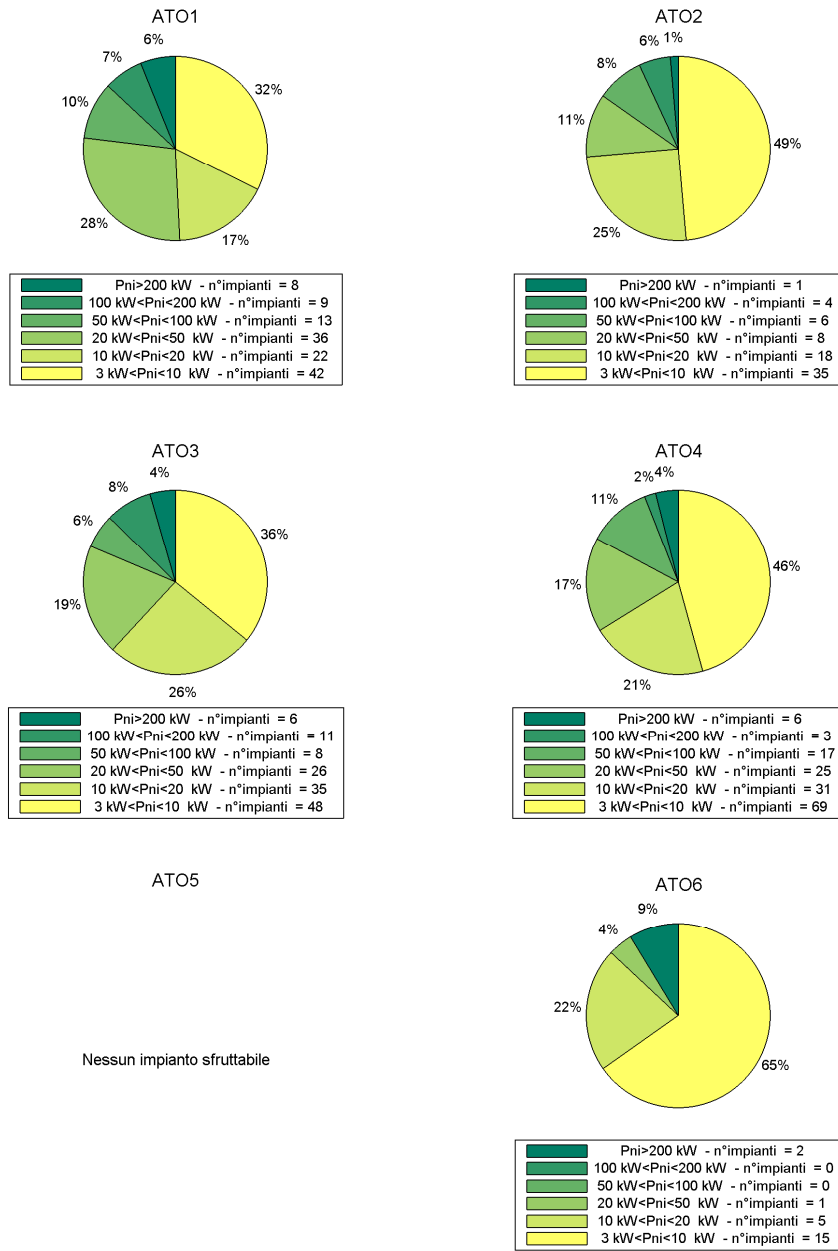 ATO1
6%
7%
10%
28%
17%
32%
Pni>200 kW - n°impianti = 8
100 kW<Pni<200 kW - n°impianti = 9
50 kW<Pni<100 kW - n°impianti = 13
20 kW<Pni<50 kW - n°impianti = 36
10 kW<Pni<20 kW - n°impianti = 22
3 kW<Pni<10 kW - n°impianti = 42
ATO2
1%
6%
8%
11%
25%
49%
Pni>200 kW - n°impianti = 1
100 kW<Pni<200 kW - n°impianti = 4
50 kW<Pni<100 kW - n°impianti = 6
20 kW<Pni<50 kW - n°impianti = 8
10 kW<Pni<20 kW - n°impianti = 18
3 kW<Pni<10 kW - n°impianti = 35
ATO3
4%
8%
6%
19%
26%
36%
Pni>200 kW - n°impianti = 6
100 kW<Pni<200 kW - n°impianti = 11
50 kW<Pni<100 kW - n°impianti = 8
20 kW<Pni<50 kW - n°impianti = 26
10 kW<Pni<20 kW - n°impianti = 35
3 kW<Pni<10 kW - n°impianti = 48
ATO4
4%
2%
11%
17%
21%
46%
Pni>200 kW - n°impianti = 6
100 kW<Pni<200 kW - n°impianti = 3
50 kW<Pni<100 kW - n°impianti = 17
20 kW<Pni<50 kW - n°impianti = 25
10 kW<Pni<20 kW - n°impianti = 31
3 kW<Pni<10 kW - n°impianti = 69
ATO5
Nessun impianto sfruttabile
ATO6
9%
4%
22%
65%
Pni>200 kW - n°impianti = 2
100 kW<Pni<200 kW - n°impianti = 0
50 kW<Pni<100 kW - n°impianti = 0
20 kW<Pni<50 kW - n°impianti = 1
10 kW<Pni<20 kW - n°impianti = 5
3 kW<Pni<10 kW - n°impianti = 15